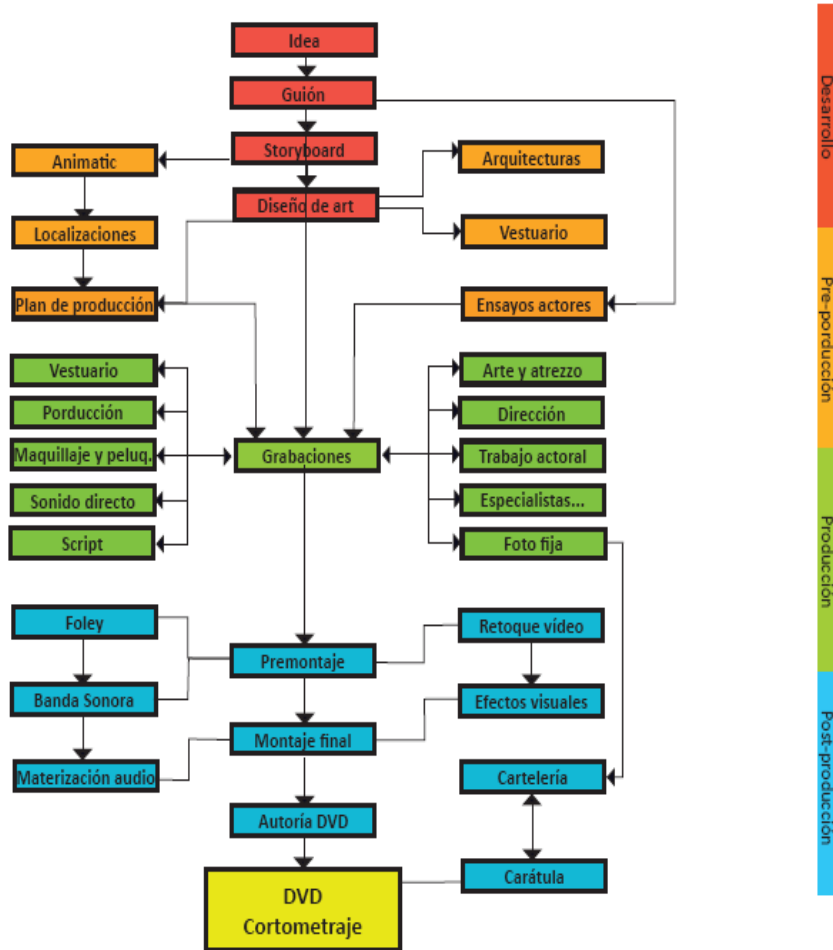 Idea
Guión
Storyboard
Animatic
Arquitecturas
Diseño de art
Localizaciones
Vestuario
Plan de producción
Ensayos actores
Vestuario
Arte y atrezzo
Porducción
Dirección
Maquillaje y peluq.
Grabaciones
Trabajo actoral
Sonido directo
Especialistas...
Script
Foto fija
Foley
Retoque vídeo
Premontaje
Banda Sonora
Efectos visuales
Montaje final
Materización audio
Cartelería
Autoría DVD
Carátula
DVD
Cortometraje
Desarrollo
Pre-porducción
Producción
Post-producción